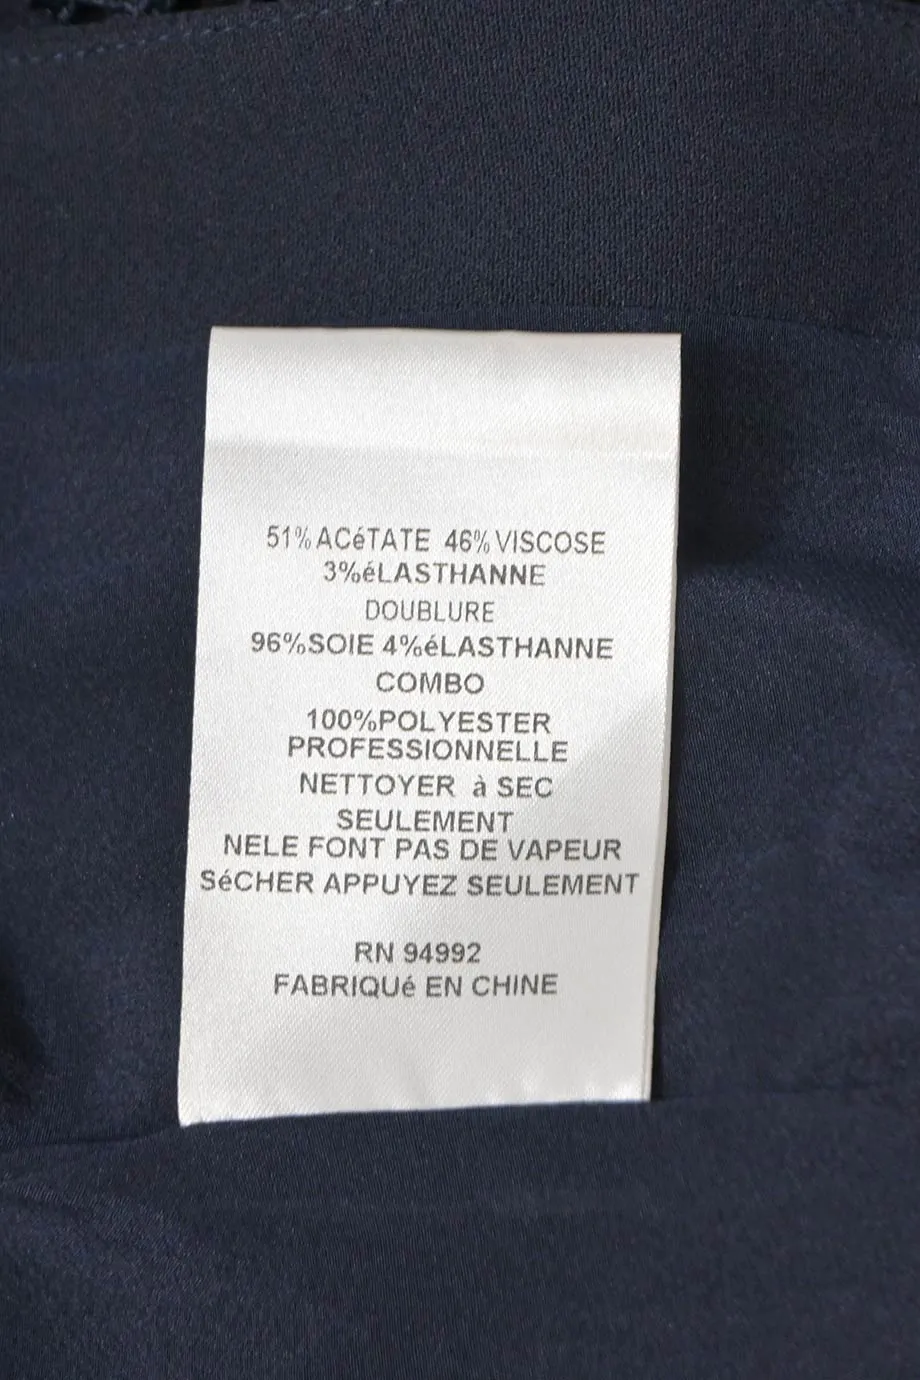 51% ACéTATE 46% VISCOSE
3%éLASTHANNE
DOUBLURE
96%SOIE 4%éLASTHANNE
COMBO
100%POLYESTER
PROFESSIONNELLE
NETTOYER à SEC
SEULEMENT
NELE FONT PAS DE VAPEUR
SéCHER APPUYEZ SEULEMENT
RN 94992
FABRIQUé EN CHINE